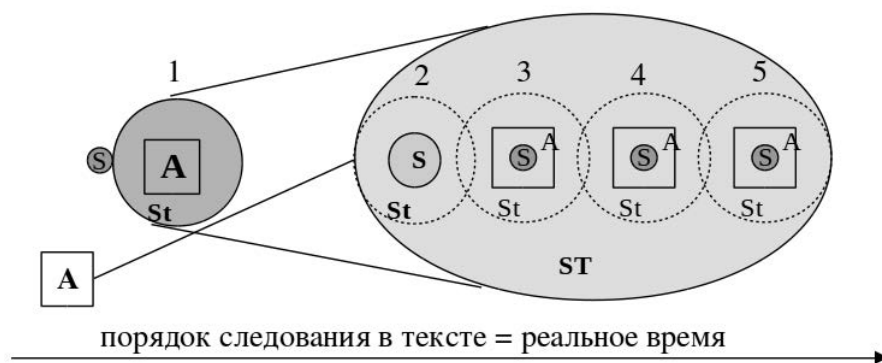 1 2 3 4 5
S A S S A S A S A
St St St St St
A ST
порядок следования в тексте = реальное время